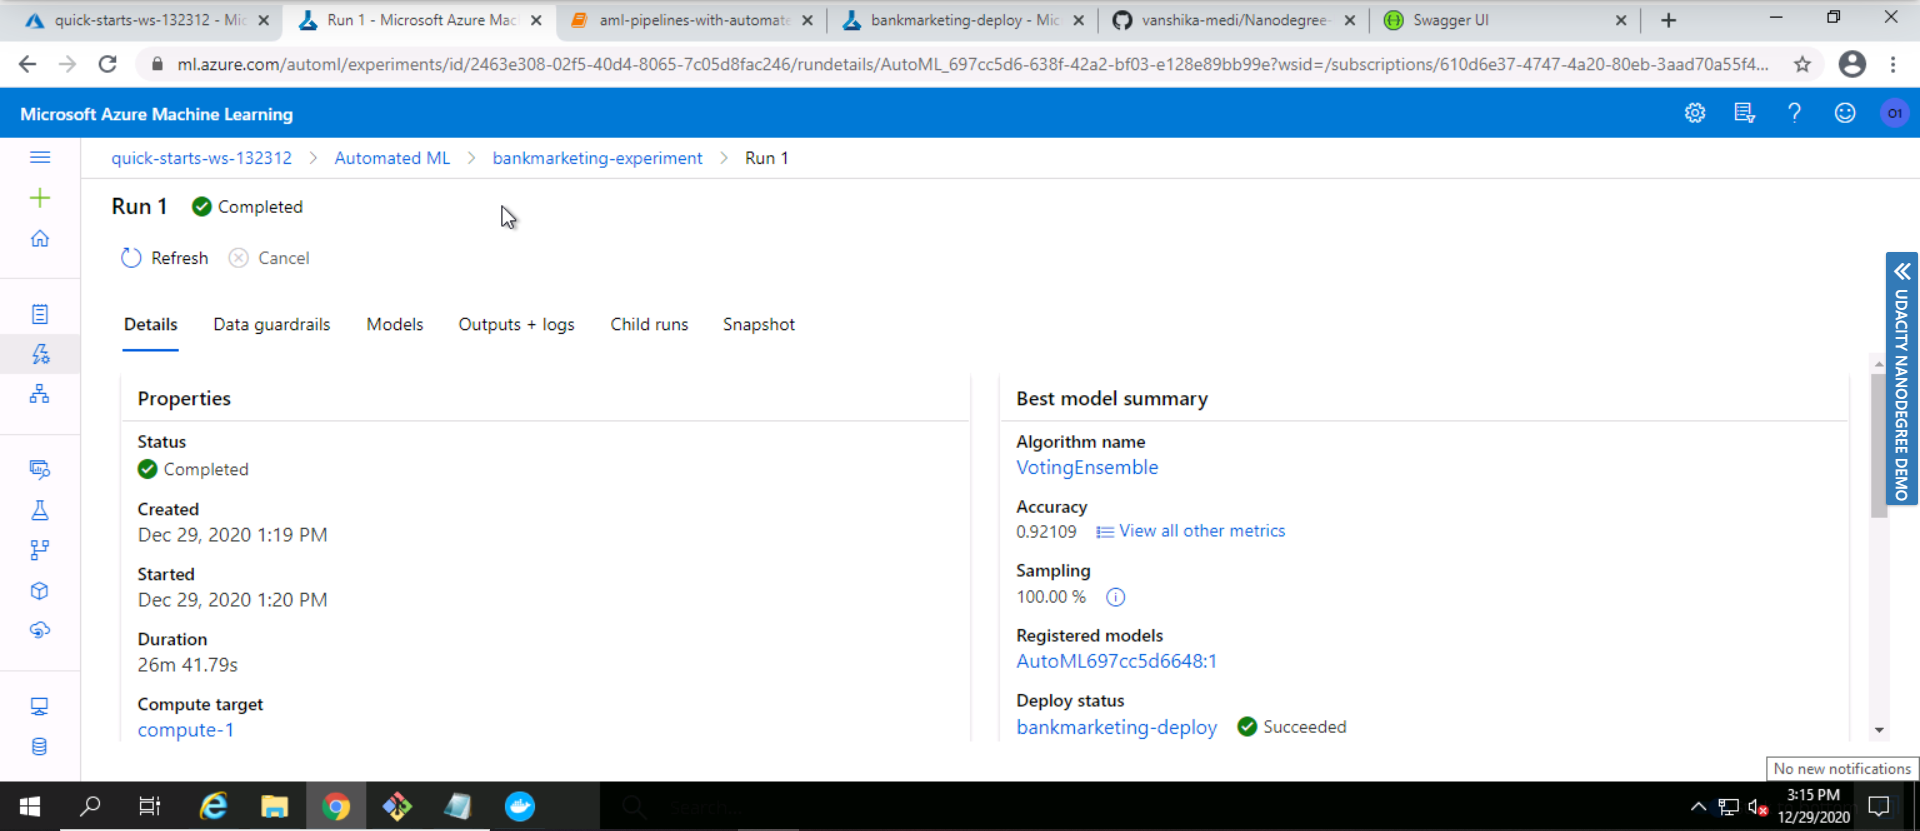 quick-starts-ws-132312 - Mic
Run 1 - Microsoft Azure Mac
aml-pipelines-with-automate
bankmarketing-deploy - Mic
vanshika-medi/Nanodegree-
Swagger UI
ml.azure.com/automl/experiments/id/2463e308-02f5-40d4-8065-7c05d8fac246/rundetails/AutoML_697cc5d6-638f-42a2-bf03-e128e89bb99e?wsid=/subscriptions/610d6e37-4747-4a20-80eb-3aad70a55f4...
Microsoft Azure Machine Learning
O1
quick-starts-ws-132312 > Automated ML > bankmarketing-experiment > Run 1
Run 1 Completed
Refresh Cancel
Details Data guardrails Models Outputs + logs Child runs Snapshot
Properties
Status
Completed
Created
Dec 29, 2020 1:19 PM
Started
Dec 29, 2020 1:20 PM
Duration
26m 41.79s
Compute target
compute-1
Best model summary
Algorithm name
VotingEnsemble
Accuracy
0.92109 View all other metrics
Sampling
100.00 %
Registered models
AutoML697cc5d6648:1
Deploy status
bankmarketing-deploy Succeeded
UDACITY NANODEGREE DEMO
No new notifications
Search...
3:15 PM
12/29/2020